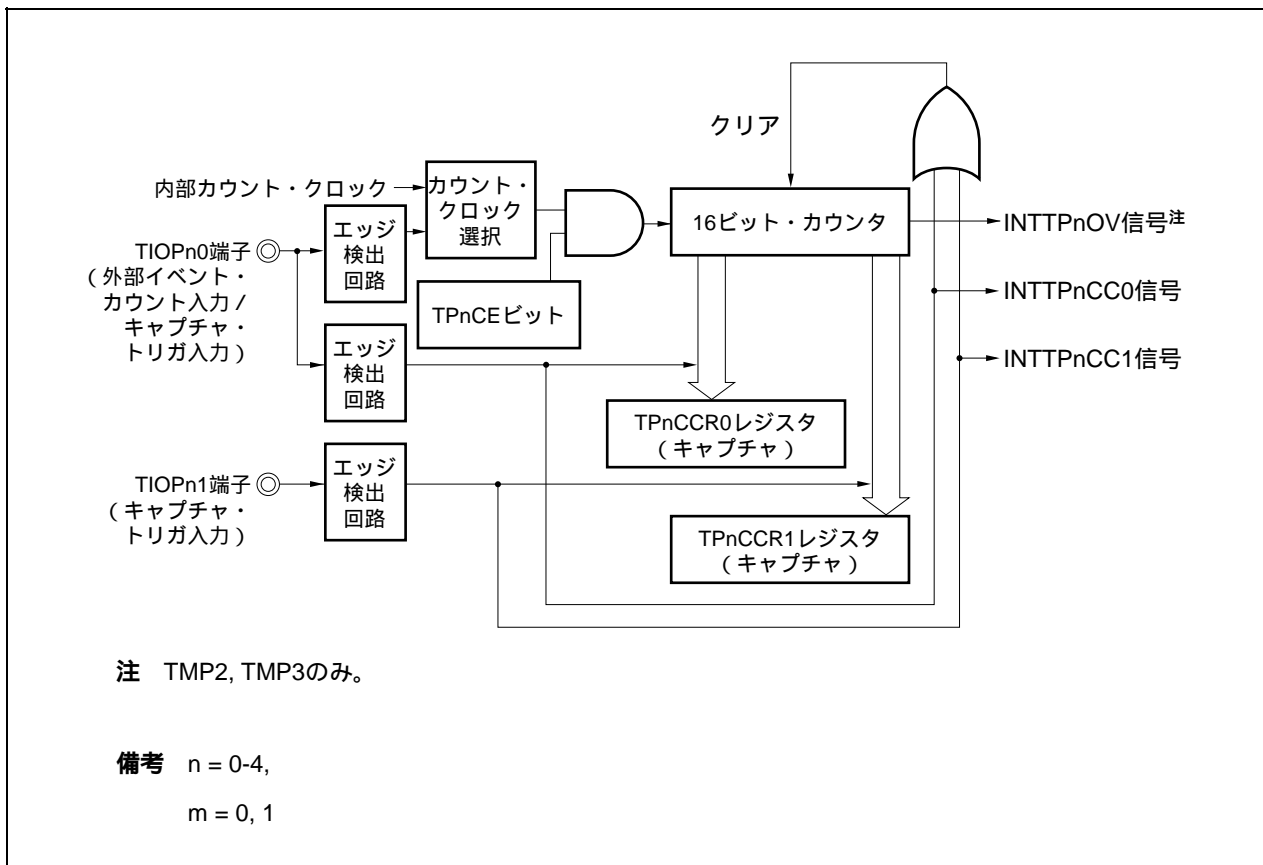 クリア
内部カウント・クロック
カウント・
クロック
選択
エッジ
検出
回路
16ビット・カウンタ
INTTPnOV信号注
TIOPn0端子
(外部イベント・
カウント入力/
キャプチャ・
トリガ入力)
TPnCEビット
INTTPnCC0信号
エッジ
検出
回路
INTTPnCC1信号
TPnCCR0レジスタ
(キャプチャ)
TIOPn1端子
(キャプチャ・
トリガ入力)
エッジ
検出
回路
TPnCCR1レジスタ
(キャプチャ)
注 TMP2, TMP3のみ。
備考 n = 0-4,
m = 0, 1